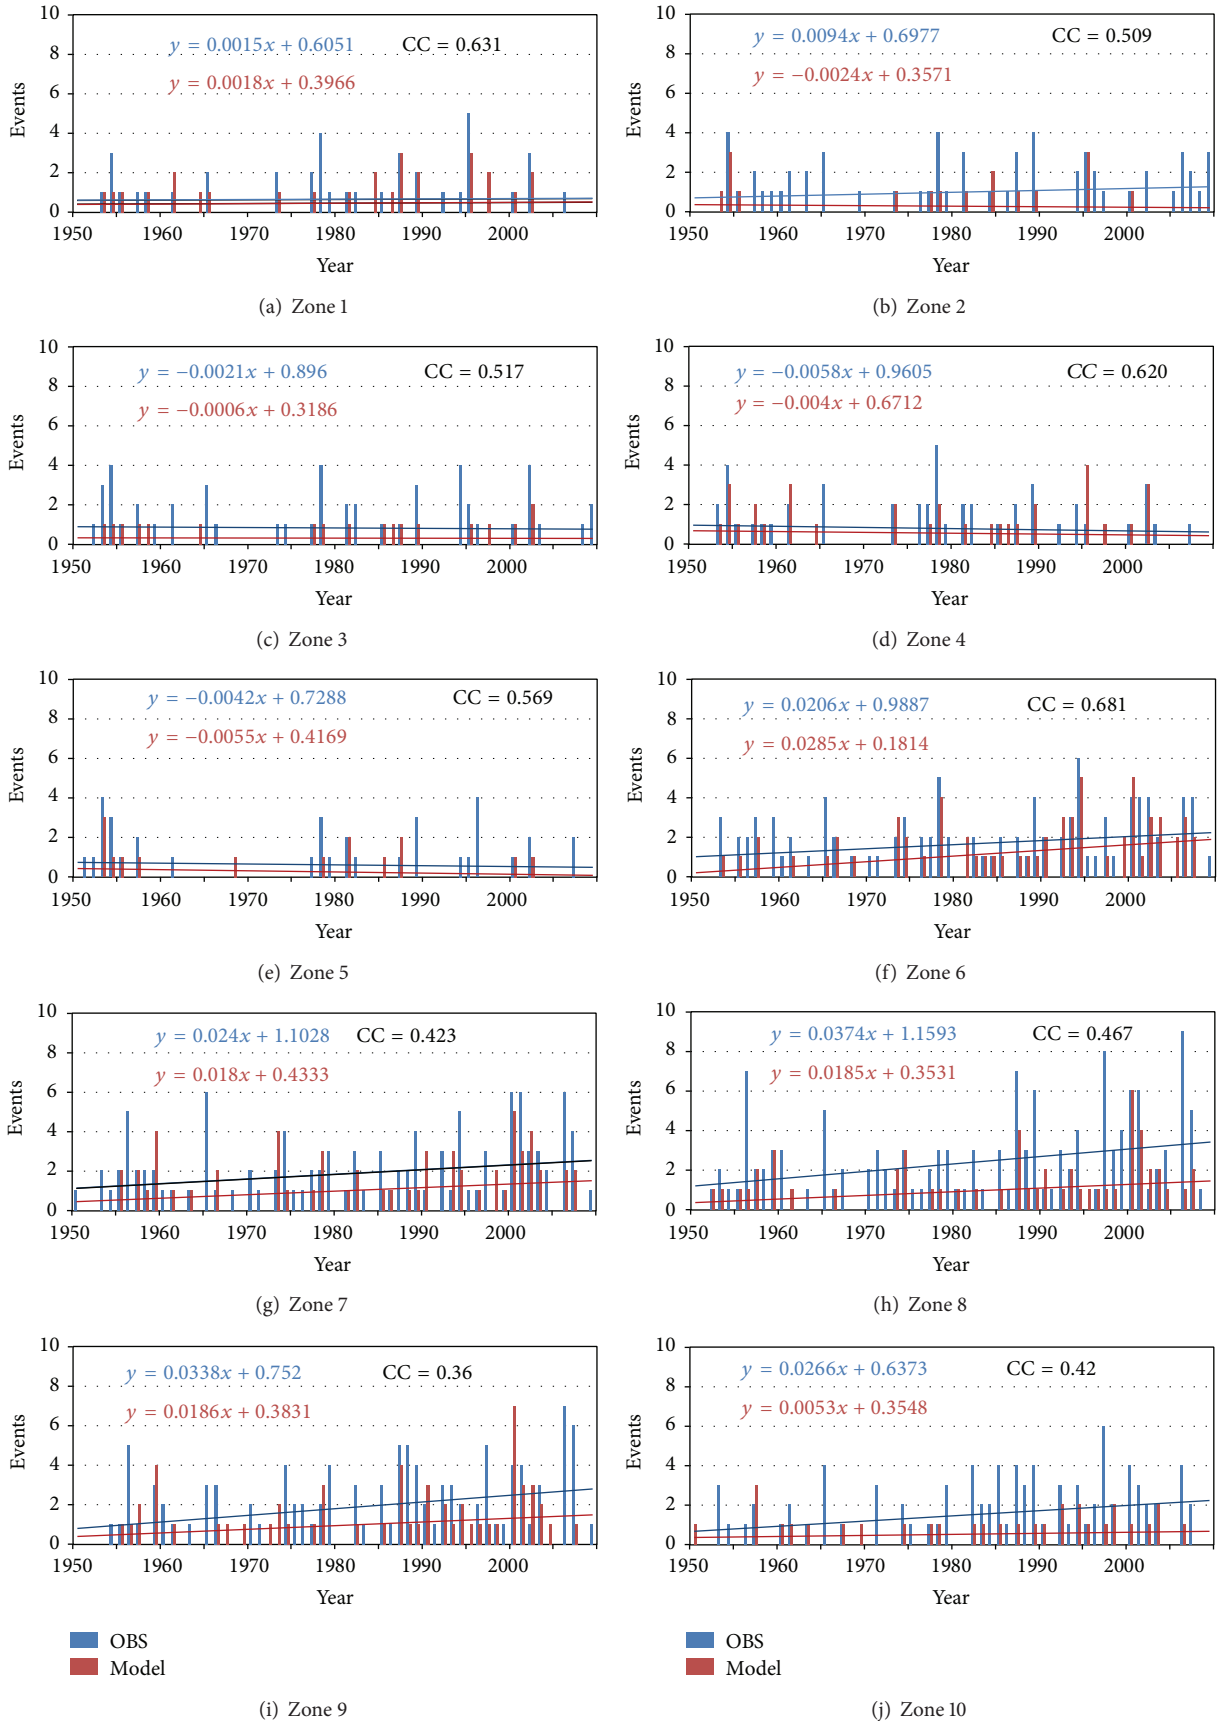 10
8
6
4
2
0
Events
y = 0.0015x + 0.6051
CC = 0.631
y = 0.0018x + 0.3966
1950 1960 1970 1980 1990 2000
Year
(a) Zone 1
10
8
6
4
2
0
Events
y = 0.0094x + 0.6977
CC = 0.509
y = −0.0024x + 0.3571
1950 1960 1970 1980 1990 2000
Year
(b) Zone 2
10
8
6
4
2
0
Events
y = −0.0021x + 0.896
CC = 0.517
y = −0.0006x + 0.3186
1950 1960 1970 1980 1990 2000
Year
(c) Zone 3
10
8
6
4
2
0
Events
y = −0.0058x + 0.9605
CC = 0.620
y = −0.004x + 0.6712
1950 1960 1970 1980 1990 2000
Year
(d) Zone 4
10
8
6
4
2
0
Events
y = −0.0042x + 0.7288
CC = 0.569
y = −0.0055x + 0.4169
1950 1960 1970 1980 1990 2000
Year
(e) Zone 5
10
8
6
4
2
0
Events
y = 0.0206x + 0.9887
CC = 0.681
y = 0.0285x + 0.1814
1950 1960 1970 1980 1990 2000
Year
(f) Zone 6
10
8
6
4
2
0
Events
y = 0.024x + 1.1028
CC = 0.423
y = 0.018x + 0.4333
1950 1960 1970 1980 1990 2000
Year
(g) Zone 7
10
8
6
4
2
0
Events
y = 0.0374x + 1.1593
CC = 0.467
y = 0.0185x + 0.3531
1950 1960 1970 1980 1990 2000
Year
(h) Zone 8
10
8
6
4
2
0
Events
y = 0.0338x + 0.752
CC = 0.36
y = 0.0186x + 0.3831
1950 1960 1970 1980 1990 2000
Year
OBS
Model
(i) Zone 9
10
8
6
4
2
0
Events
y = 0.0266x + 0.6373
CC = 0.42
y = 0.0053x + 0.3548
1950 1960 1970 1980 1990 2000
Year
OBS
Model
(j) Zone 10